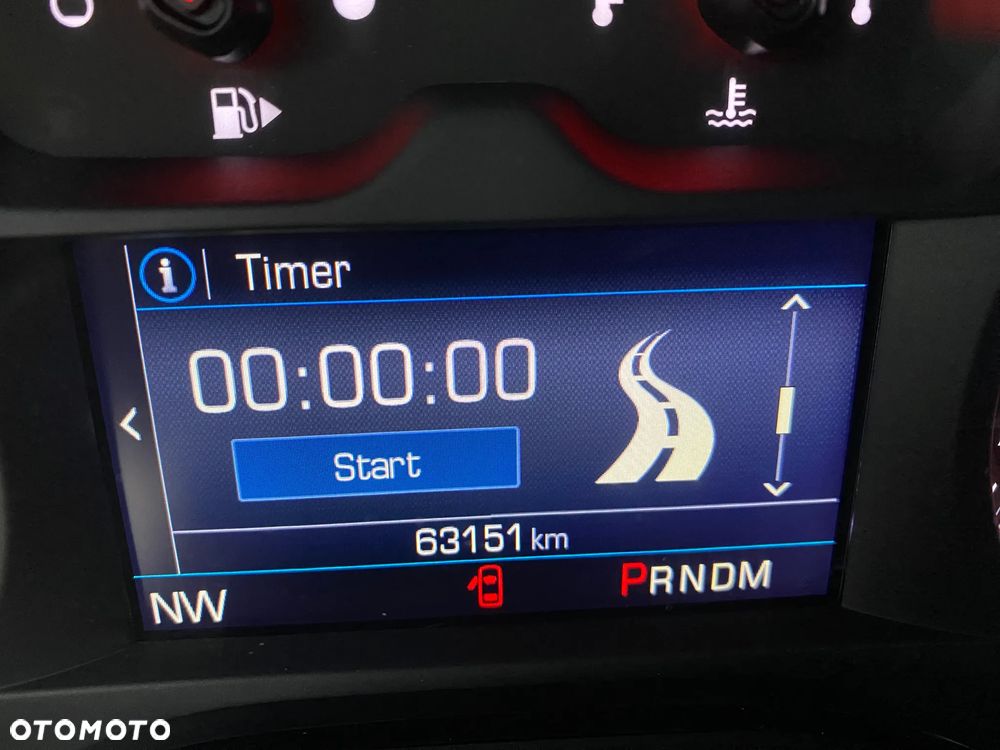 Timer
00:00:00
Start
63151 km
NW
PRNDM
OTOMOTO